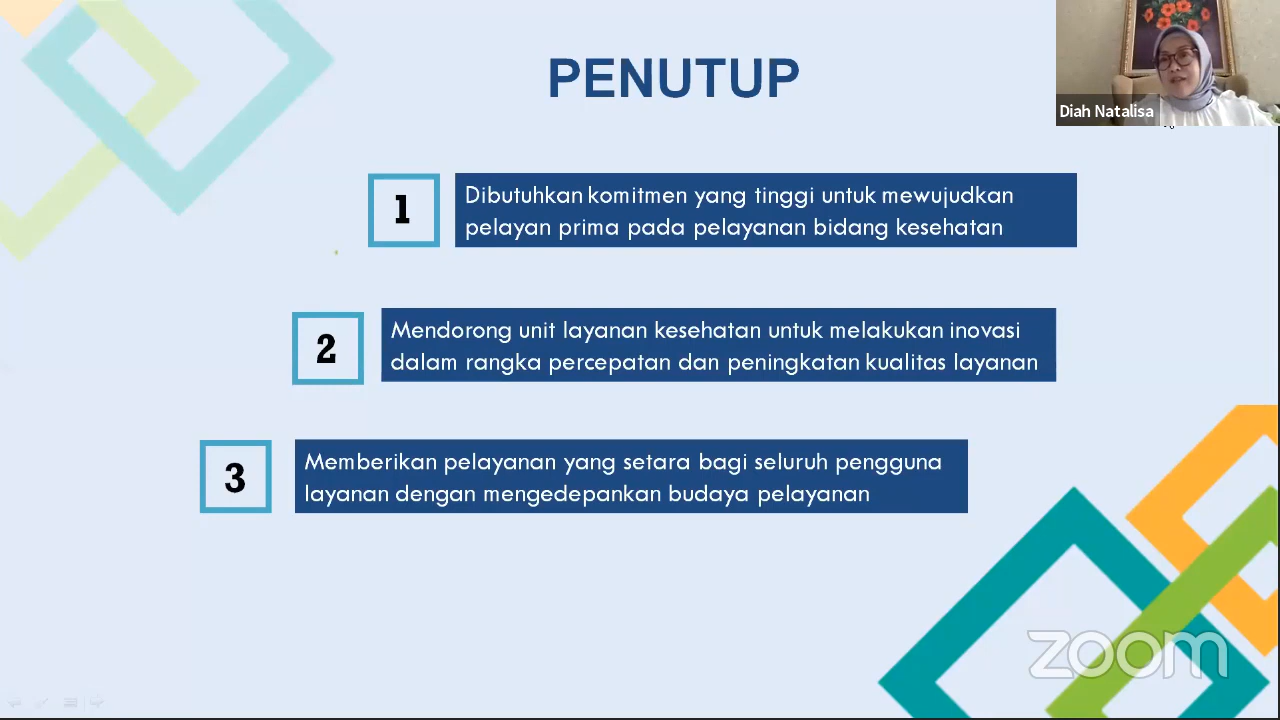 PENUTUP
Diah Natalisa
1
Dibutuhkan komitmen yang tinggi untuk mewujudkan
pelayan prima pada pelayanan bidang kesehatan
2
Mendorong unit layanan kesehatan untuk melakukan inovasi
dalam rangka percepatan dan peningkatan kualitas layanan
3
Memberikan pelayanan yang setara bagi seluruh pengguna
layanan dengan mengedepankan budaya pelayanan
zoom